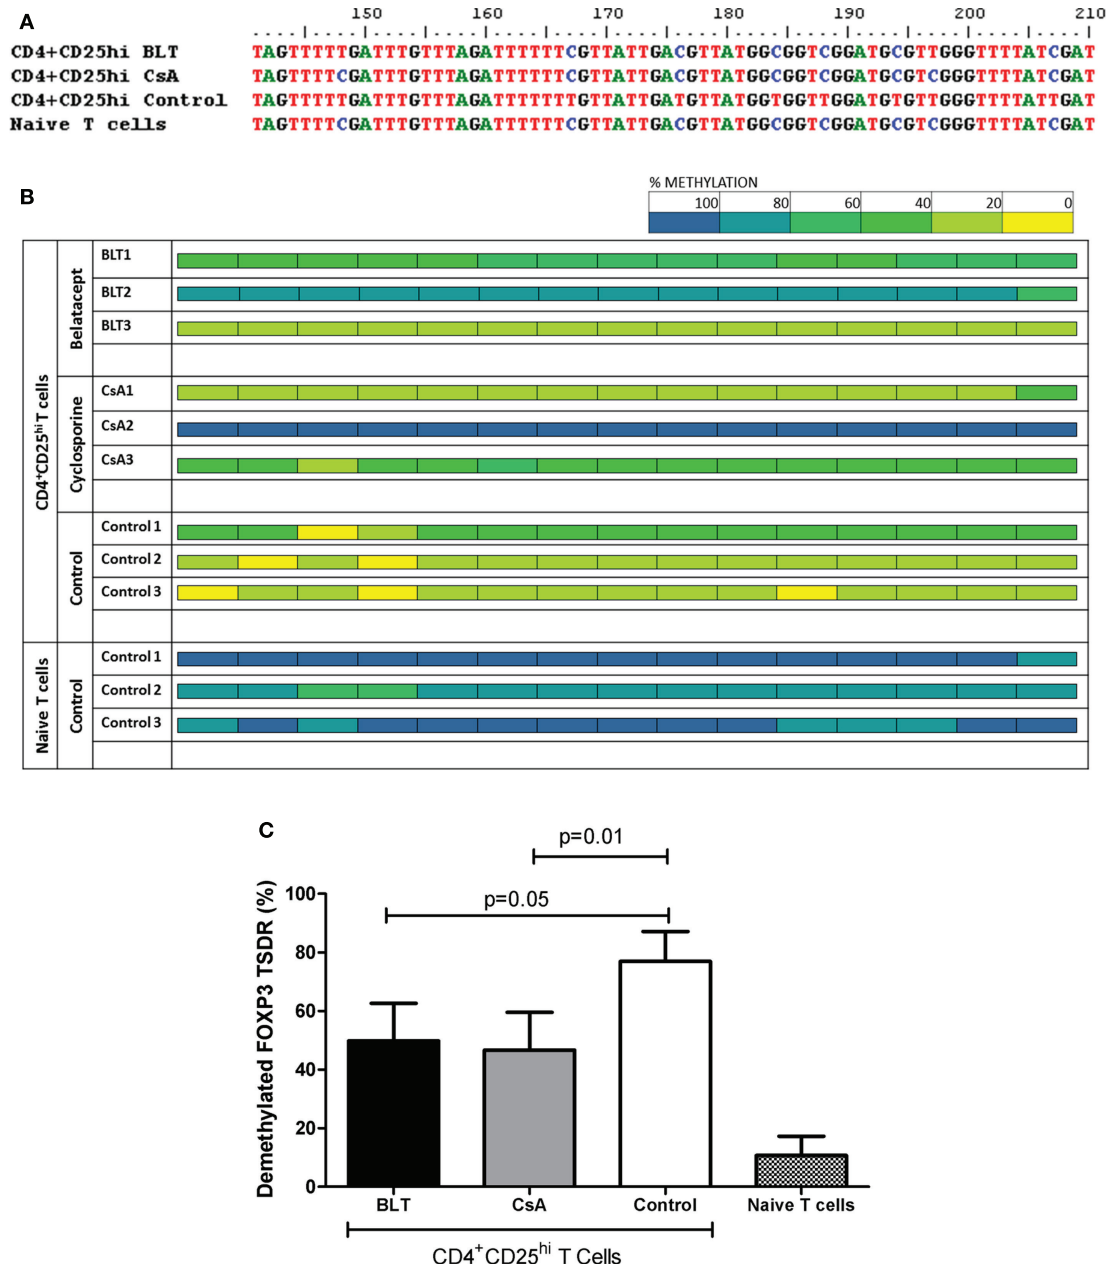 A
150 160 170 180 190 200 210
CD4+CD25hi BLT TAGTTTTTGATTTGTTTAGATTTTTTCGTTATTGACGTTATGGCGGTCGGATGCGTTGGGTTTTATCGAT
CD4+CD25hi CsA TAGTTTTCGATTTGTTTAGATTTTTTCGTTATTGACGTTATGGCGGTCGGATGCGTCGGGTTTTATCGAT
CD4+CD25hi Control TAGTTTTTGATTTGTTTAGATTTTTTTGTTATTGATGTTATGGTGGTTGGATGTGTTGGGTTTTATTGAT
Naive T cells TAGTTTTCGATTTGTTTAGATTTTTTCGTTATTGACGTTATGGCGGTCGGATGCGTCGGGTTTTATCGAT
B
% METHYLATION
100 80 60 40 20 0
CD4+CD25hi T cells
Belatacept
BLT1
BLT2
BLT3
Cyclosporine
CsA1
CsA2
CsA3
Control
Control 1
Control 2
Control 3
Naive T cells
Control
Control 1
Control 2
Control 3
C
p=0.01
p=0.05
Demethylated FOXP3 TSDR (%)
100
80
60
40
20
0
BLT CsA Control Naive T cells
CD4+CD25hi T Cells